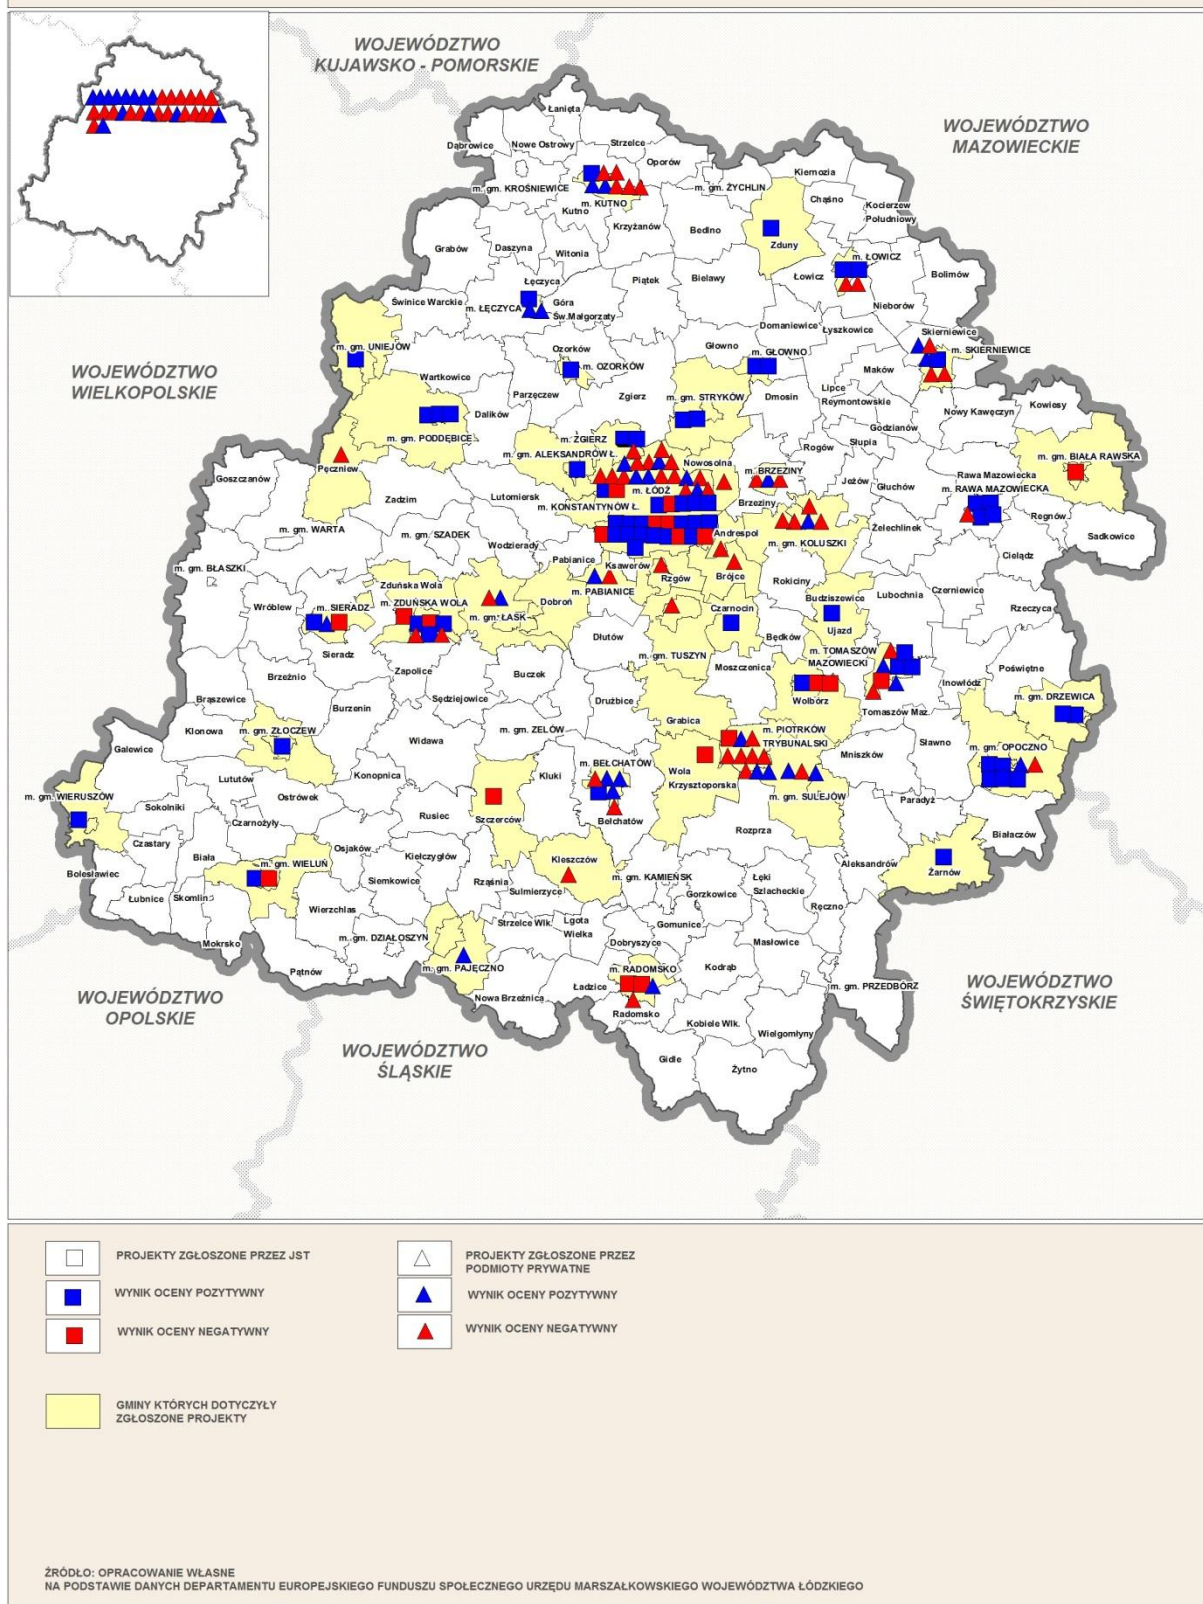 WOJEWÓDZTWO
KUJAWSKO - POMORSKIE
WOJEWÓDZTWO
MAZOWIECKIE
Łanięta
Dąbrowice
Nowe Ostrowy
Strzelce
Oporów
m. gm. KROŚNIEWICE
m. KUTNO
Kutno
Krzyżanów
m. gm. ŻYCHLIN
Kiernozia
Chąśno
Kocierzew
Południowy
Bedlno
Zduny
Grabów
Daszyna
Witonia
m. ŁOWICZ
Łowicz
Bolimów
Łęczyca
Piątek
Bielawy
Nieborów
Świnice Warckie
m. ŁĘCZYCA
Góra
Św.Małgorzaty
Domaniewice
Łyszkowice
Skierniewice
m. SKIERNIEWICE
m. gm. UNIEJÓW
Ozorków
m. OZORKÓW
Głowno
m. GŁOWNO
Maków
WOJEWÓDZTWO
WIELKOPOLSKIE
Wartkowice
Parzęczew
Zgierz
m. gm. STRYKÓW
Dmosin
Lipce
Reymontowskie
Nowy Kawęczyn
Kowiesy
Dalików
Godzianów
m. gm. PODDĘBICE
m. ZGIERZ
Słupia
Rogów
m. gm. ALEKSANDRÓW Ł.
Nowosolna
m. BRZEZINY
Jeżów
Głuchów
Rawa Mazowiecka
m. RAWA MAZOWIECKA
m. gm. BIAŁA RAWSKA
Pęczniew
Goszczanów
Zadzim
Lutomiersk
m. ŁÓDŹ
m. KONSTANTYNÓW Ł.
Brzeziny
Regnów
Żelechlinek
Sadkowice
m. gm. WARTA
m. gm. SZADEK
Wodzierady
Andrespol
m. gm. KOLUSZKI
Cielądz
m. gm. BŁASZKI
Pabianice
Ksawerów
m. PABIANICE
Rzgów
Brójce
Rokiciny
Zduńska Wola
Dobroń
Budziszewice
Lubochnia
Czerniewice
Wróblew
m. SIERADZ
m. ZDUŃSKA WOLA
m. gm. ŁASK
Czarnocin
Ujazd
Rzeczyca
Sieradz
Dłutów
Będków
m. gm. TUSZYN
m. TOMASZÓW
MAZOWIECKI
Zapolice
Moszczenica
Brzeźnio
Buczek
Poświętne
Inowłódz
Brąszewice
Sędziejowice
Drużbice
Wolbórz
m. gm. DRZEWICA
Burzenin
Tomaszów Maz.
Klonowa
m. gm. ZŁOCZEW
Widawa
m. gm. ZELÓW
Grabica
m. PIOTRKÓW
TRYBUNALSKI
Sławno
Galewice
Mniszków
m. gm. OPOCZNO
Konopnica
Kluki
m. BEŁCHATÓW
Wola
Krzysztoporska
Lututów
m. gm. WIERUSZÓW
Sokolniki
Ostrówek
m. gm. SULEJÓW
Paradyż
Czarnożyły
Rusiec
Szczerców
Bełchatów
Białaczów
Czastary
Rozprza
Osjaków
Biała
Kiełczygłów
Kleszczów
Aleksandrów
Bolesławiec
m. gm. WIELUŃ
m. gm. KAMIEŃSK
Łęki
Szlacheckie
Żarnów
Siemkowice
Rząśnia
Sulmierzyce
Gorzkowice
Łubnice
Skomlin
Wierzchlas
Ręczno
Strzelce Wlk.
Lgota
Wielka
Gomunice
Mokrsko
m. gm. DZIAŁOSZYN
Dobryszyce
Masłowice
Pątnów
m. gm. PAJĘCZNO
m. RADOMSKO
Kodrąb
WOJEWÓDZTWO
OPOLSKIE
Nowa Brzeźnica
Ładzice
m. gm. PRZEDBÓRZ
WOJEWÓDZTWO
ŚWIĘTOKRZYSKIE
Radomsko
Kobiele Wlk.
Wielgomłyny
WOJEWÓDZTWO
ŚLĄSKIE
Gidle
Żytno
PROJEKTY ZGŁOSZONE PRZEZ JST
PROJEKTY ZGŁOSZONE PRZEZ
PODMIOTY PRYWATNE
WYNIK OCENY POZYTYWNY
WYNIK OCENY POZYTYWNY
WYNIK OCENY NEGATYWNY
WYNIK OCENY NEGATYWNY
GMINY KTÓRYCH DOTYCZYŁY
ZGŁOSZONE PROJEKTY
ŹRÓDŁO: OPRACOWANIE WŁASNE
NA PODSTAWIE DANYCH DEPARTAMENTU EUROPEJSKIEGO FUNDUSZU SPOŁECZNEGO URZĘDU MARSZAŁKOWSKIEGO WOJEWÓDZTWA ŁÓDZKIEGO